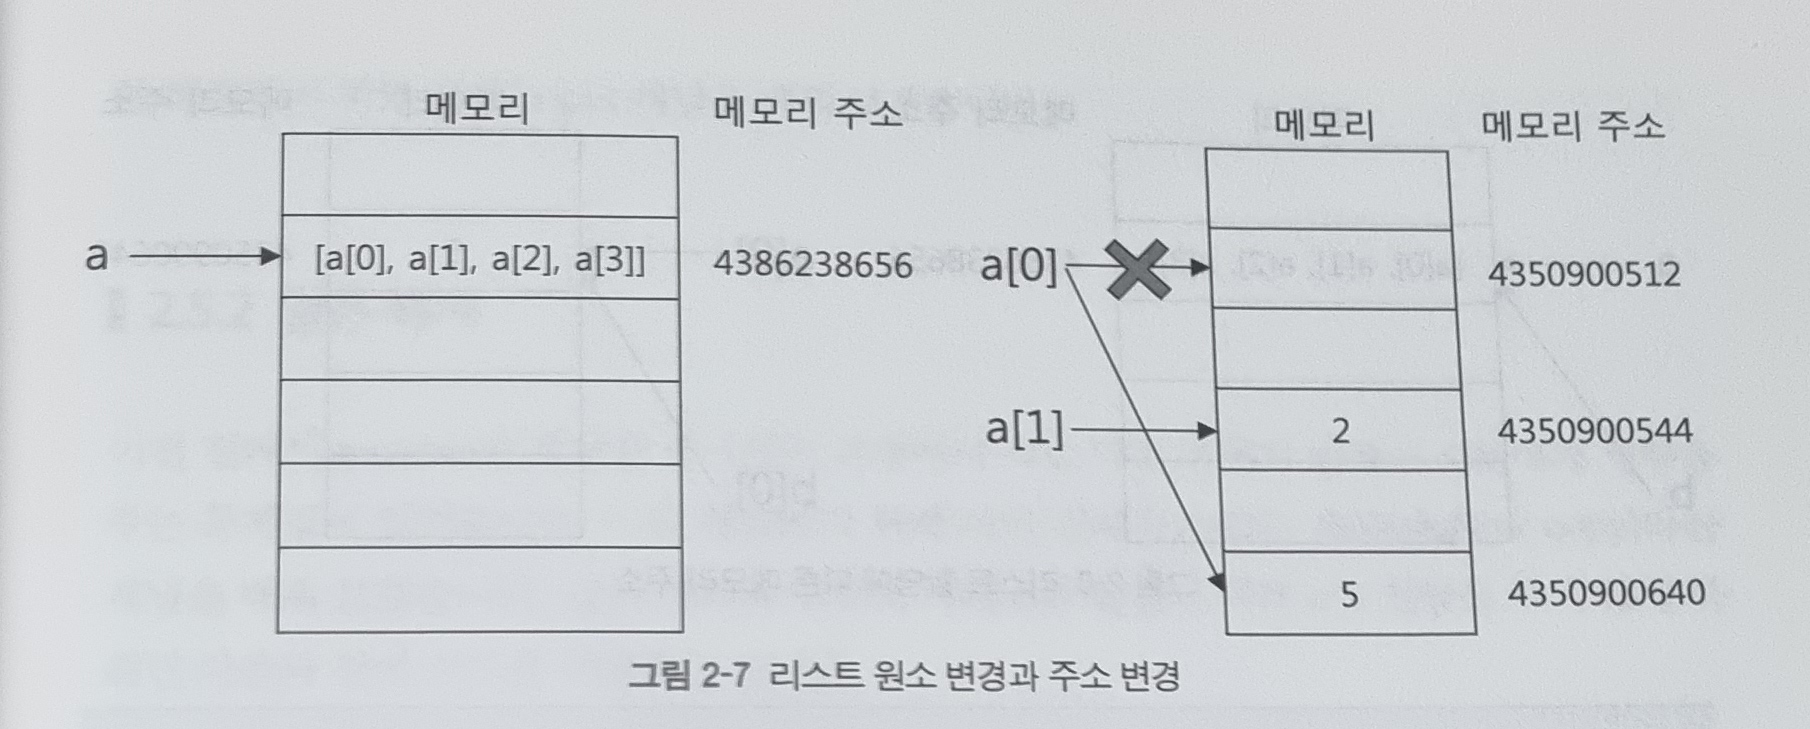 메모리 메모리 주소
a [a[0], a[1], a[2], a[3]] 4386238656
메모리 메모리 주소
a[0] 4350900512
a[1] 2 4350900544
5 4350900640
그림 2-7 리스트 원소 변경과 주소 변경